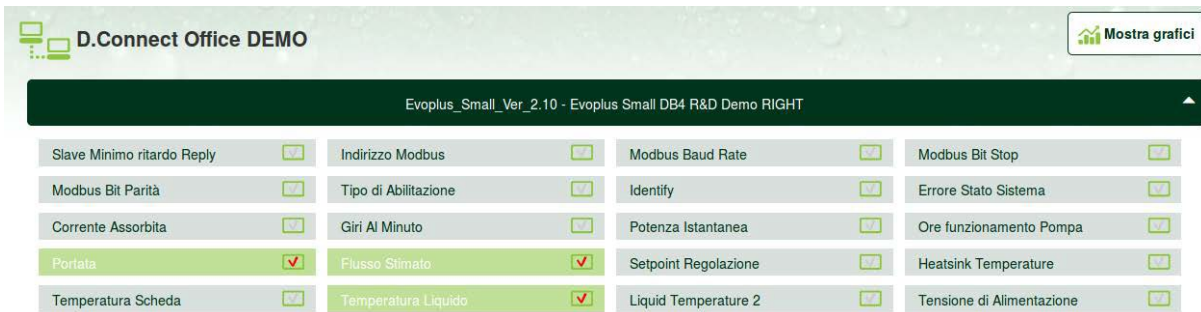 D.Connect Office DEMO
Mostra grafici
Evoplus_Small_Ver_2.10 - Evoplus Small DB4 R&D Demo RIGHT
Slave Minimo ritardo Reply
Indirizzo Modbus
Modbus Baud Rate
Modbus Bit Stop
Modbus Bit Parità
Tipo di Abilitazione
Identify
Errore Stato Sistema
Corrente Assorbita
Giri Al Minuto
Potenza Istantanea
Ore funzionamento Pompa
Portata
Flusso Stimato
Setpoint Regolazione
Heatsink Temperature
Temperatura Scheda
Temperatura Liquido
Liquid Temperature 2
Tensione di Alimentazione